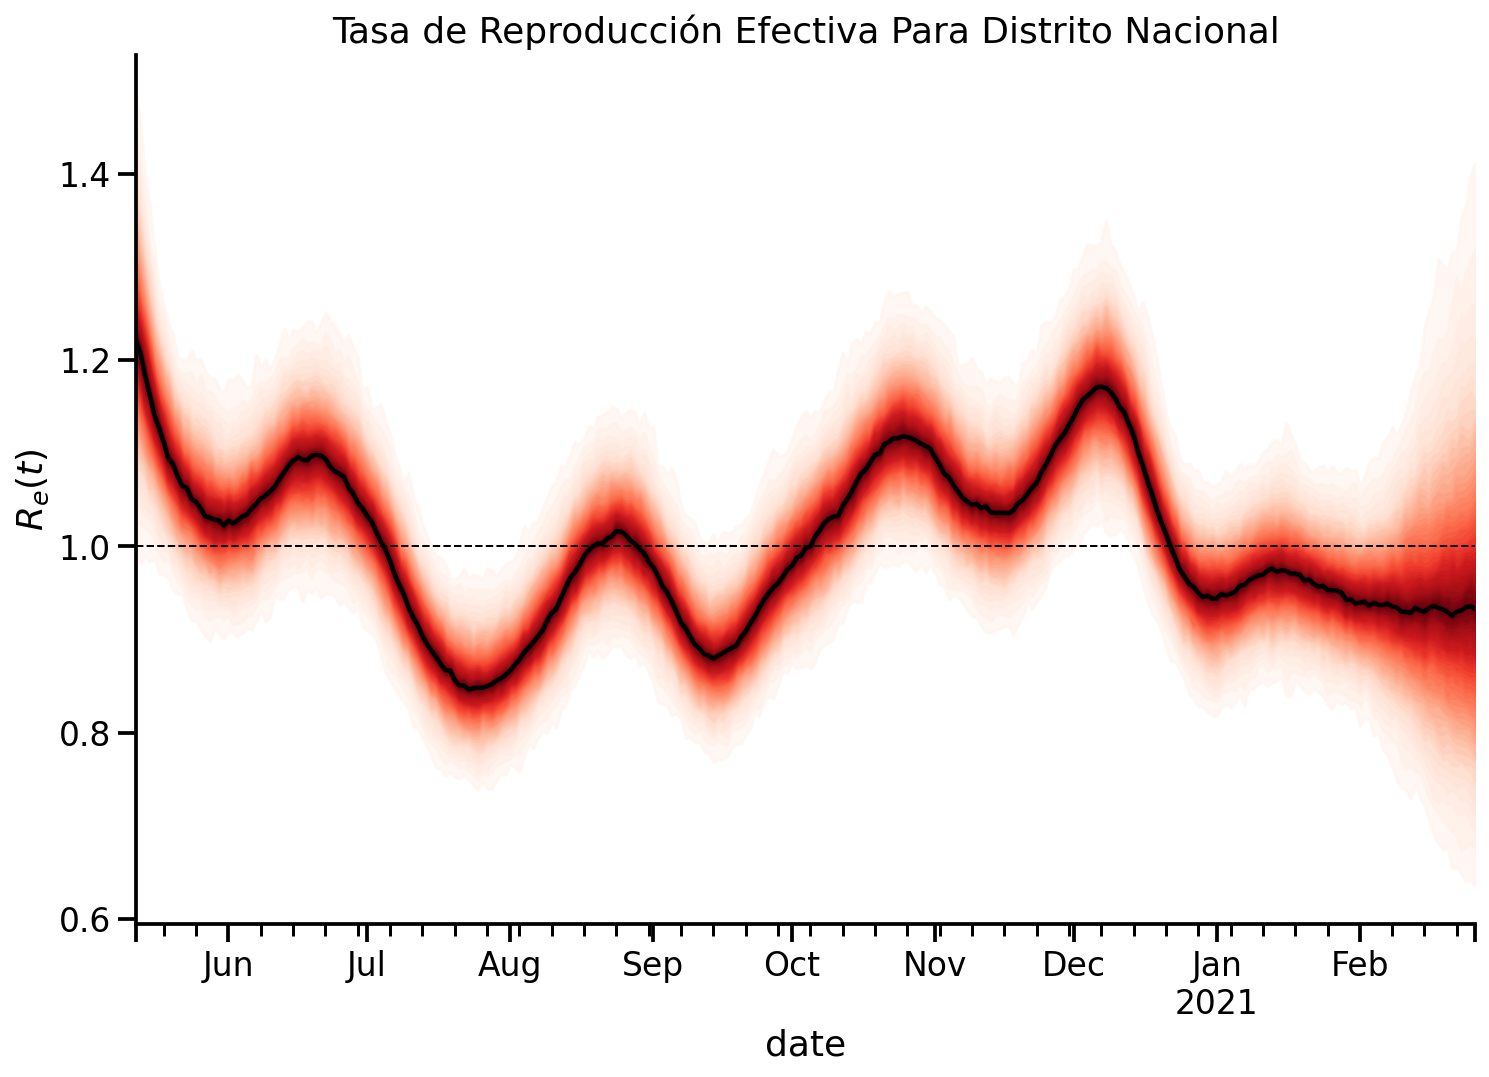 Tasa de Reproducción Efectiva Para Distrito Nacional
1.4
1.2
1.0
0.8
0.6
Re(t)
Jun Jul Aug Sep Oct Nov Dec Jan Feb
2021
date